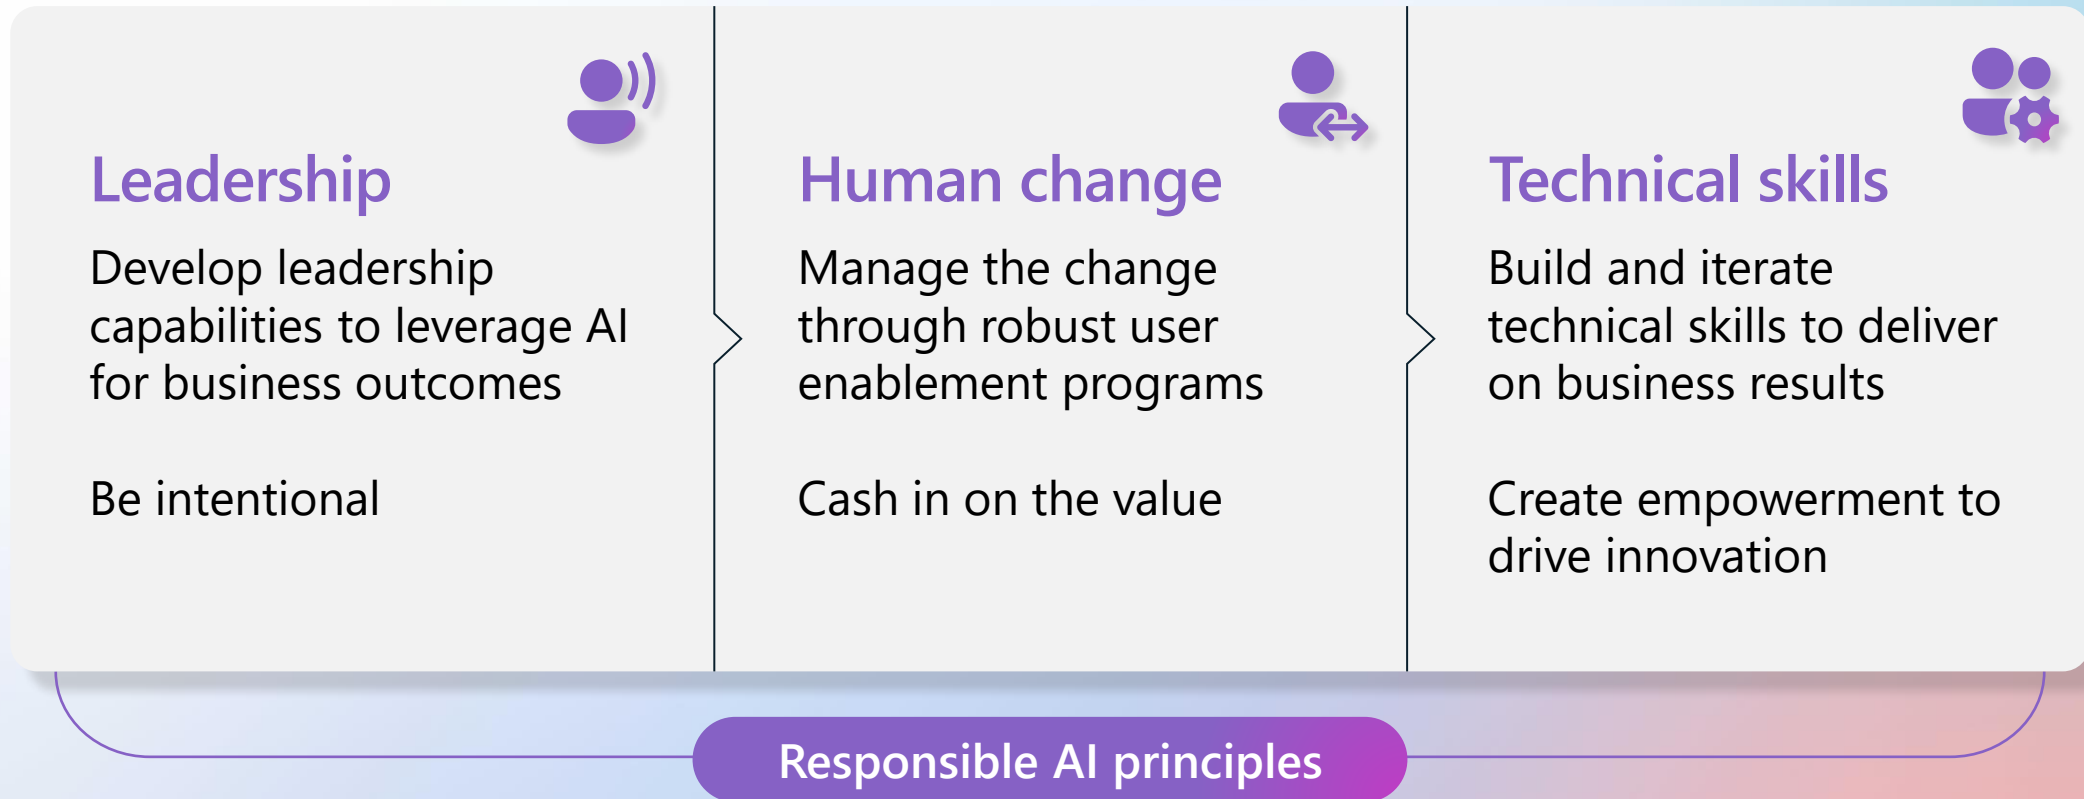 Leadership
Develop leadership
capabilities to leverage AI
for business outcomes
Be intentional
Human change
Manage the change
through robust user
enablement programs
Cash in on the value
Technical skills
Build and iterate
technical skills to deliver
on business results
Create empowerment to
drive innovation
Responsible AI principles